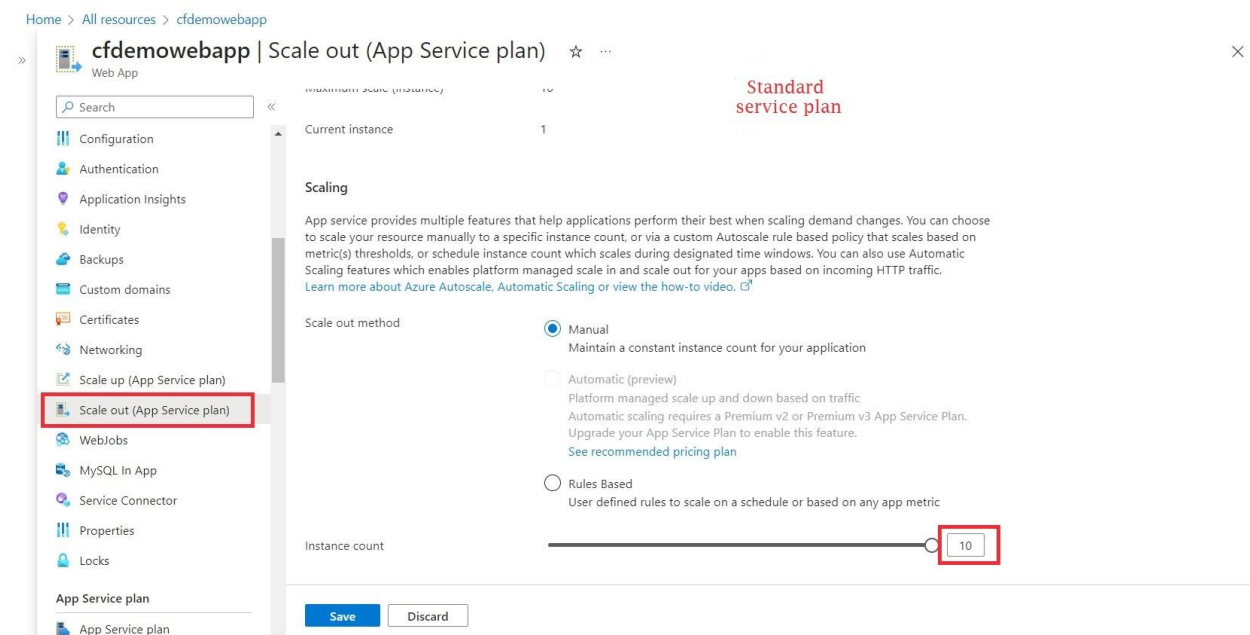 Home > All resources > cfdemowebapp
cfdemowebapp | Scale out (App Service plan)
Web App
Standard
service plan
Search
Configuration
Authentication
Application Insights
Identity
Backups
Custom domains
Certificates
Networking
Scale up (App Service plan)
Scale out (App Service plan)
WebJobs
MySQL In App
Service Connector
Properties
Locks
App Service plan
App Service plan
Maximum scale (instance) 10
Current instance 1
Scaling
App service provides multiple features that help applications perform their best when scaling demand changes. You can choose
to scale your resource manually to a specific instance count, or via a custom Autoscale rule based policy that scales based on
metric(s) thresholds, or schedule instance count which scales during designated time windows. You can also use Automatic
Scaling features which enables platform managed scale in and scale out for your apps based on incoming HTTP traffic.
Learn more about Azure Autoscale, Automatic Scaling or view the how-to video.
Scale out method
Manual
Maintain a constant instance count for your application
Automatic (preview)
Platform managed scale up and down based on traffic
Automatic scaling requires a Premium v2 or Premium v3 App Service Plan.
Upgrade your App Service Plan to enable this feature.
See recommended pricing plan
Rules Based
User defined rules to scale on a schedule or based on any app metric
Instance count 10
Save Discard